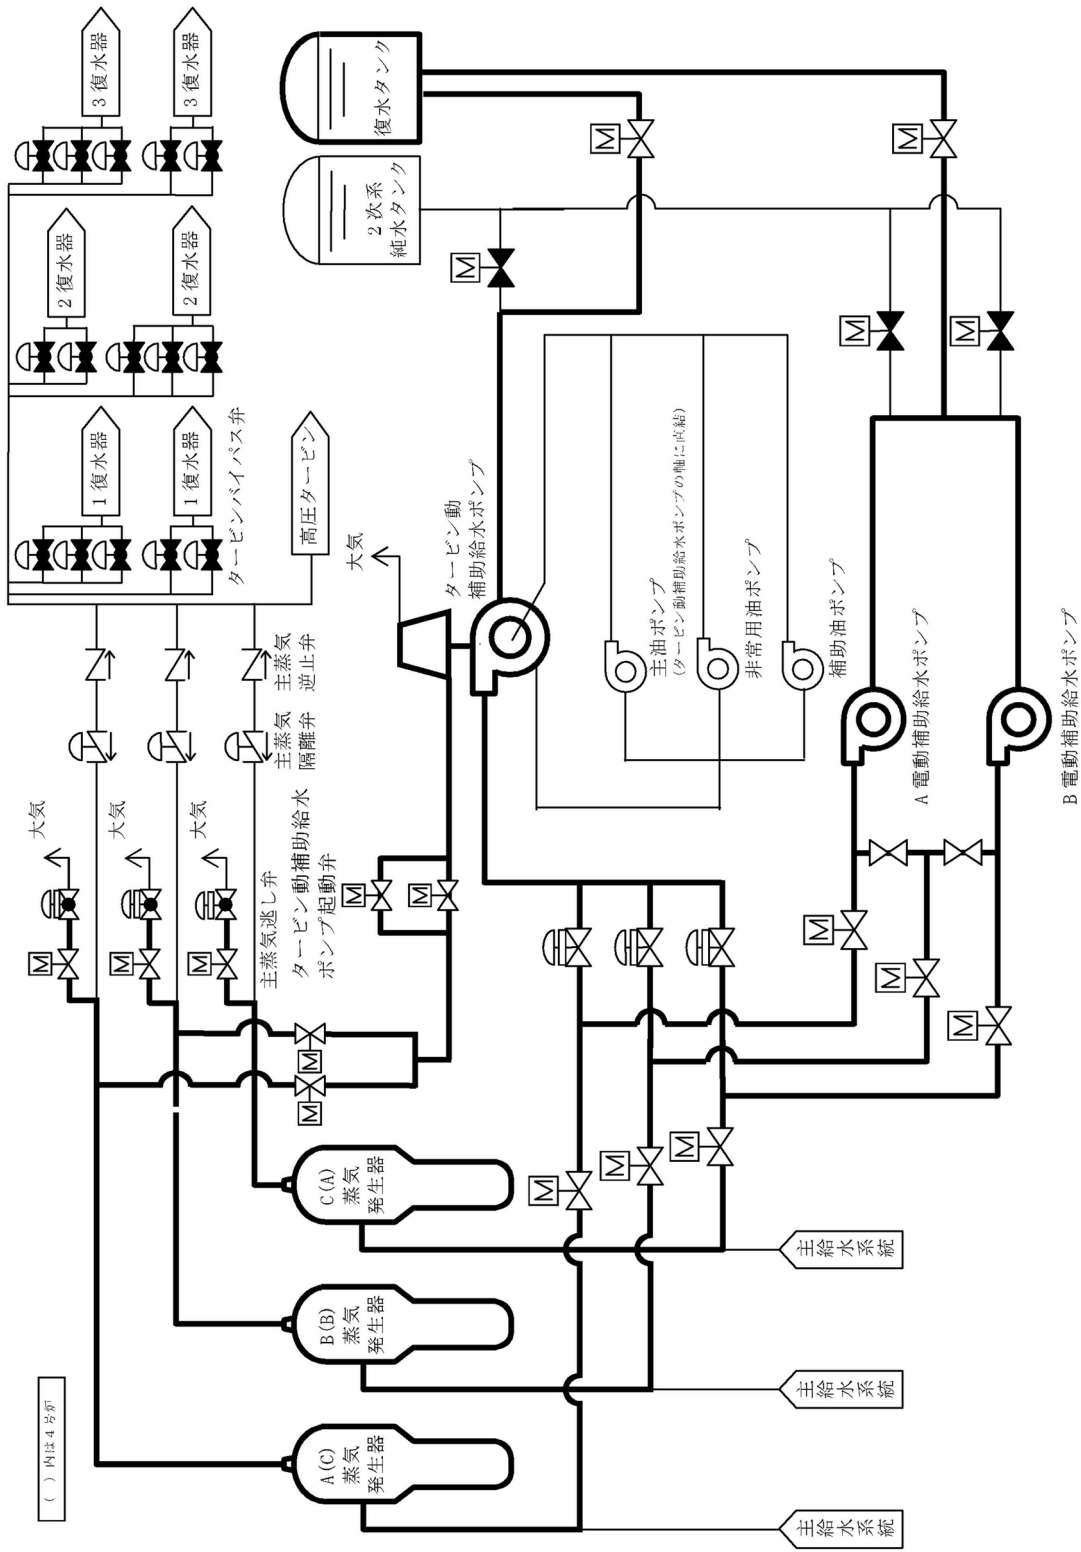 （　）内は４号炉
M
大気
２復水器
１復水器
３復水器
M
大気
１復水器
２復水器
３復水器
M
大気
タービンバイパス弁
主蒸気逃し弁
主蒸気
隔離弁
主蒸気
逆止弁
高圧タービン
タービン動補助給水
ポンプ起動弁
M
M
A(C)
蒸気
発生器
B(B)
蒸気
発生器
C(A)
蒸気
発生器
M
M
大気
２次系
純水タンク
復水タンク
タービン動
補助給水ポンプ
M
M
M
M
M
主油ポンプ
(タービン動補助給水ポンプの軸に直結)
非常用油ポンプ
補助油ポンプ
主給水系統
主給水系統
主給水系統
M
M
M
M
M
M
A電動補助給水ポンプ
B電動補助給水ポンプ